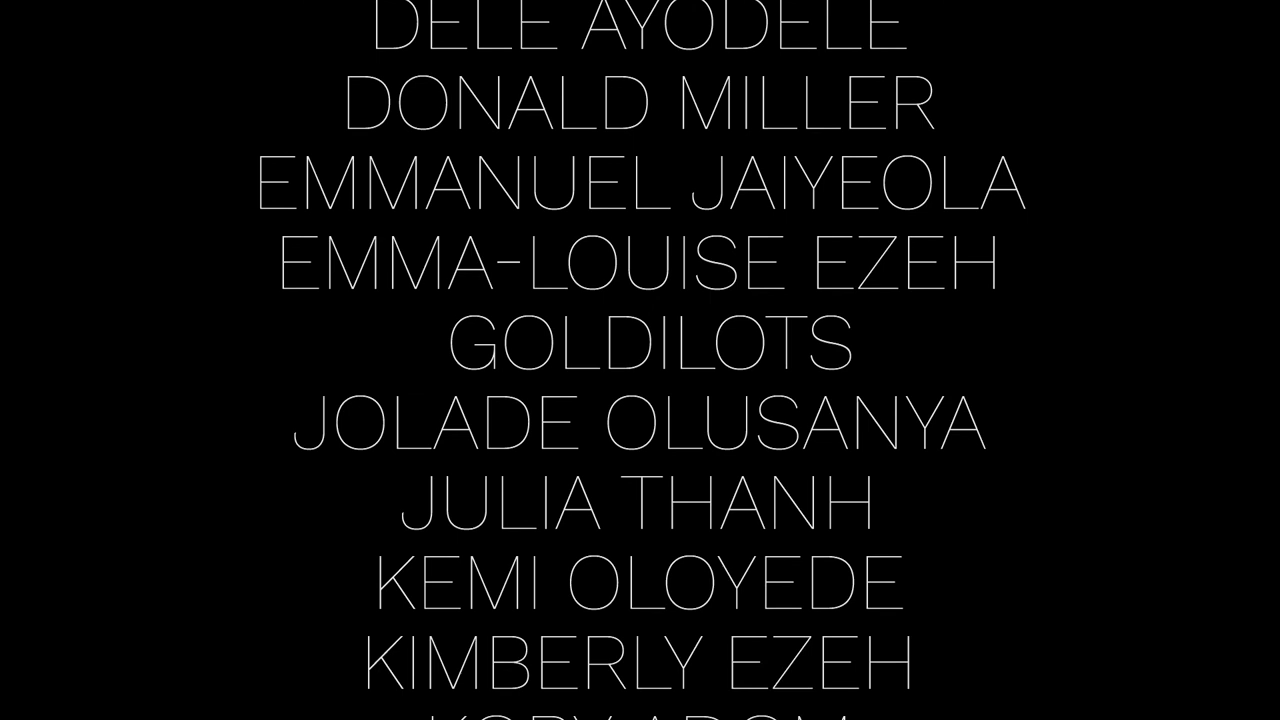 DELE AYODELE
DONALD MILLER
EMMANUEL JAIYEOLA
EMMA-LOUISE EZEH
GOLDILOTS
JOLADE OLUSANYA
JULIA THANH
KEMI OLOYEDE
KIMBERLY EZEH